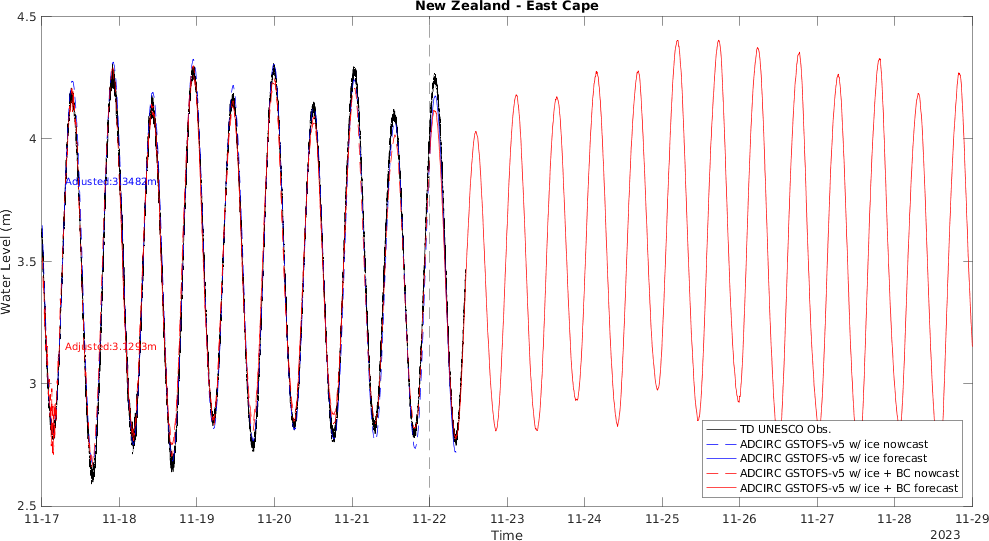 New Zealand - East Cape
4.5
4
3.5
3
2.5
Water Level (m)
Adjusted:3.3482m
Adjusted:3.1293m
TD UNESCO Obs.
ADCIRC GSTOFS-v5 w/ ice nowcast
ADCIRC GSTOFS-v5 w/ ice forecast
ADCIRC GSTOFS-v5 w/ ice + BC nowcast
ADCIRC GSTOFS-v5 w/ ice + BC forecast
11-17 11-18 11-19 11-20 11-21 11-22 11-23 11-24 11-25 11-26 11-27 11-28 11-29
Time
2023